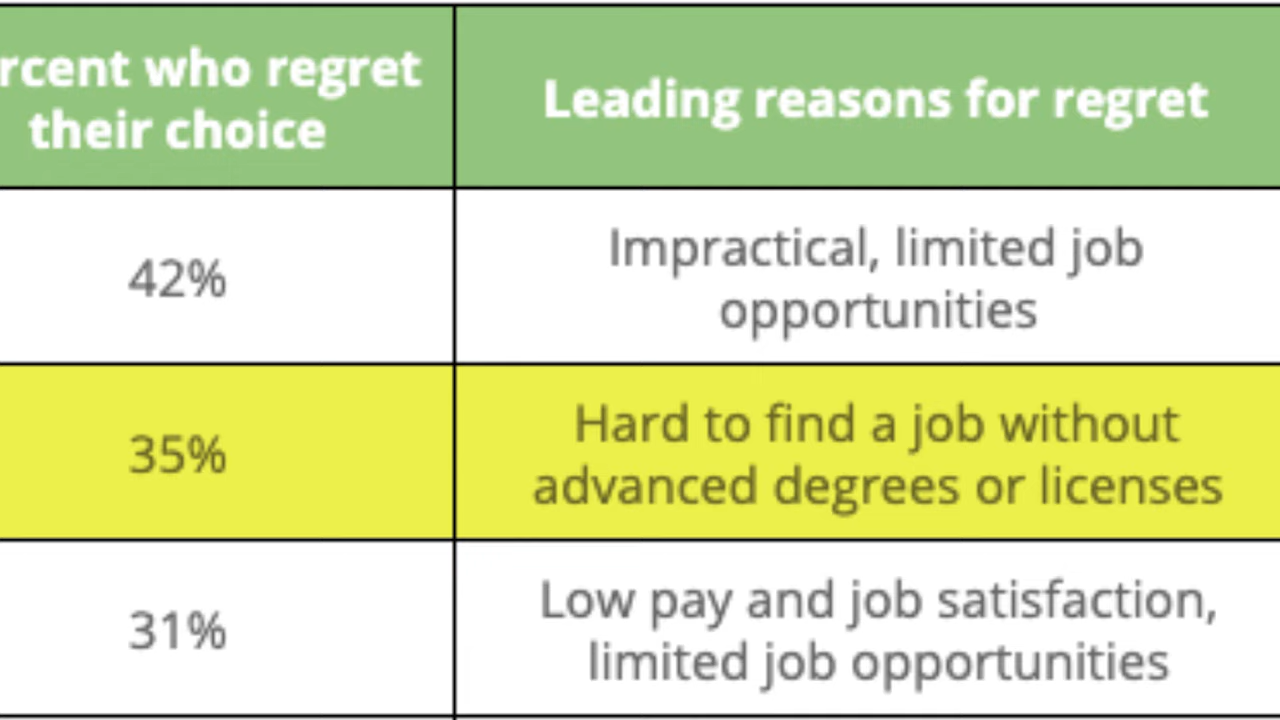 rcent who regret
their choice
Leading reasons for regret
42%
Impractical, limited job
opportunities
35%
Hard to find a job without
advanced degrees or licenses
31%
Low pay and job satisfaction,
limited job opportunities